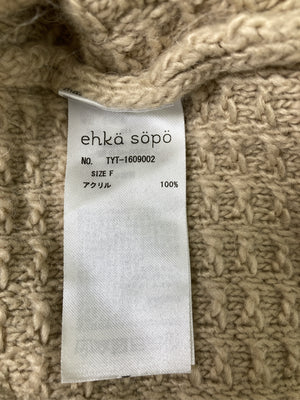 ehkä söpö
NO. TYT-1609002
SIZE F
アクリル 100%